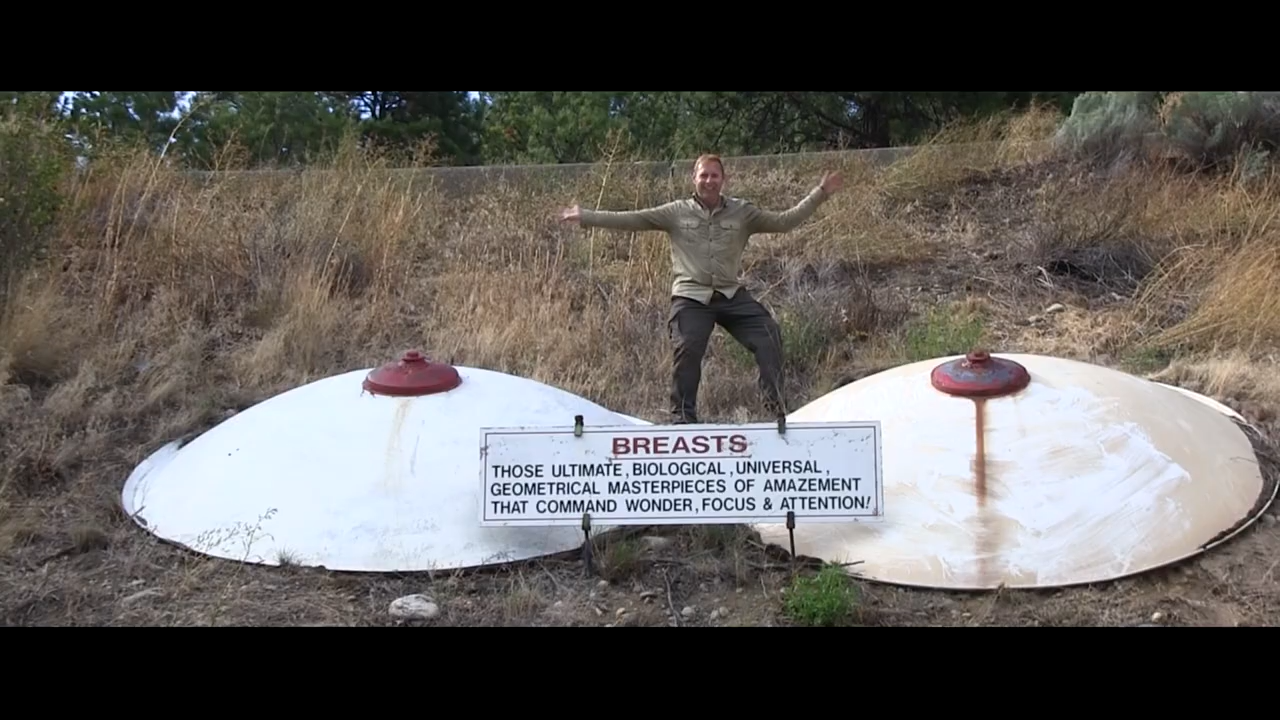 BREASTS
THOSE ULTIMATE, BIOLOGICAL, UNIVERSAL,
GEOMETRICAL MASTERPIECES OF AMAZEMENT
THAT COMMAND WONDER, FOCUS & ATTENTION!